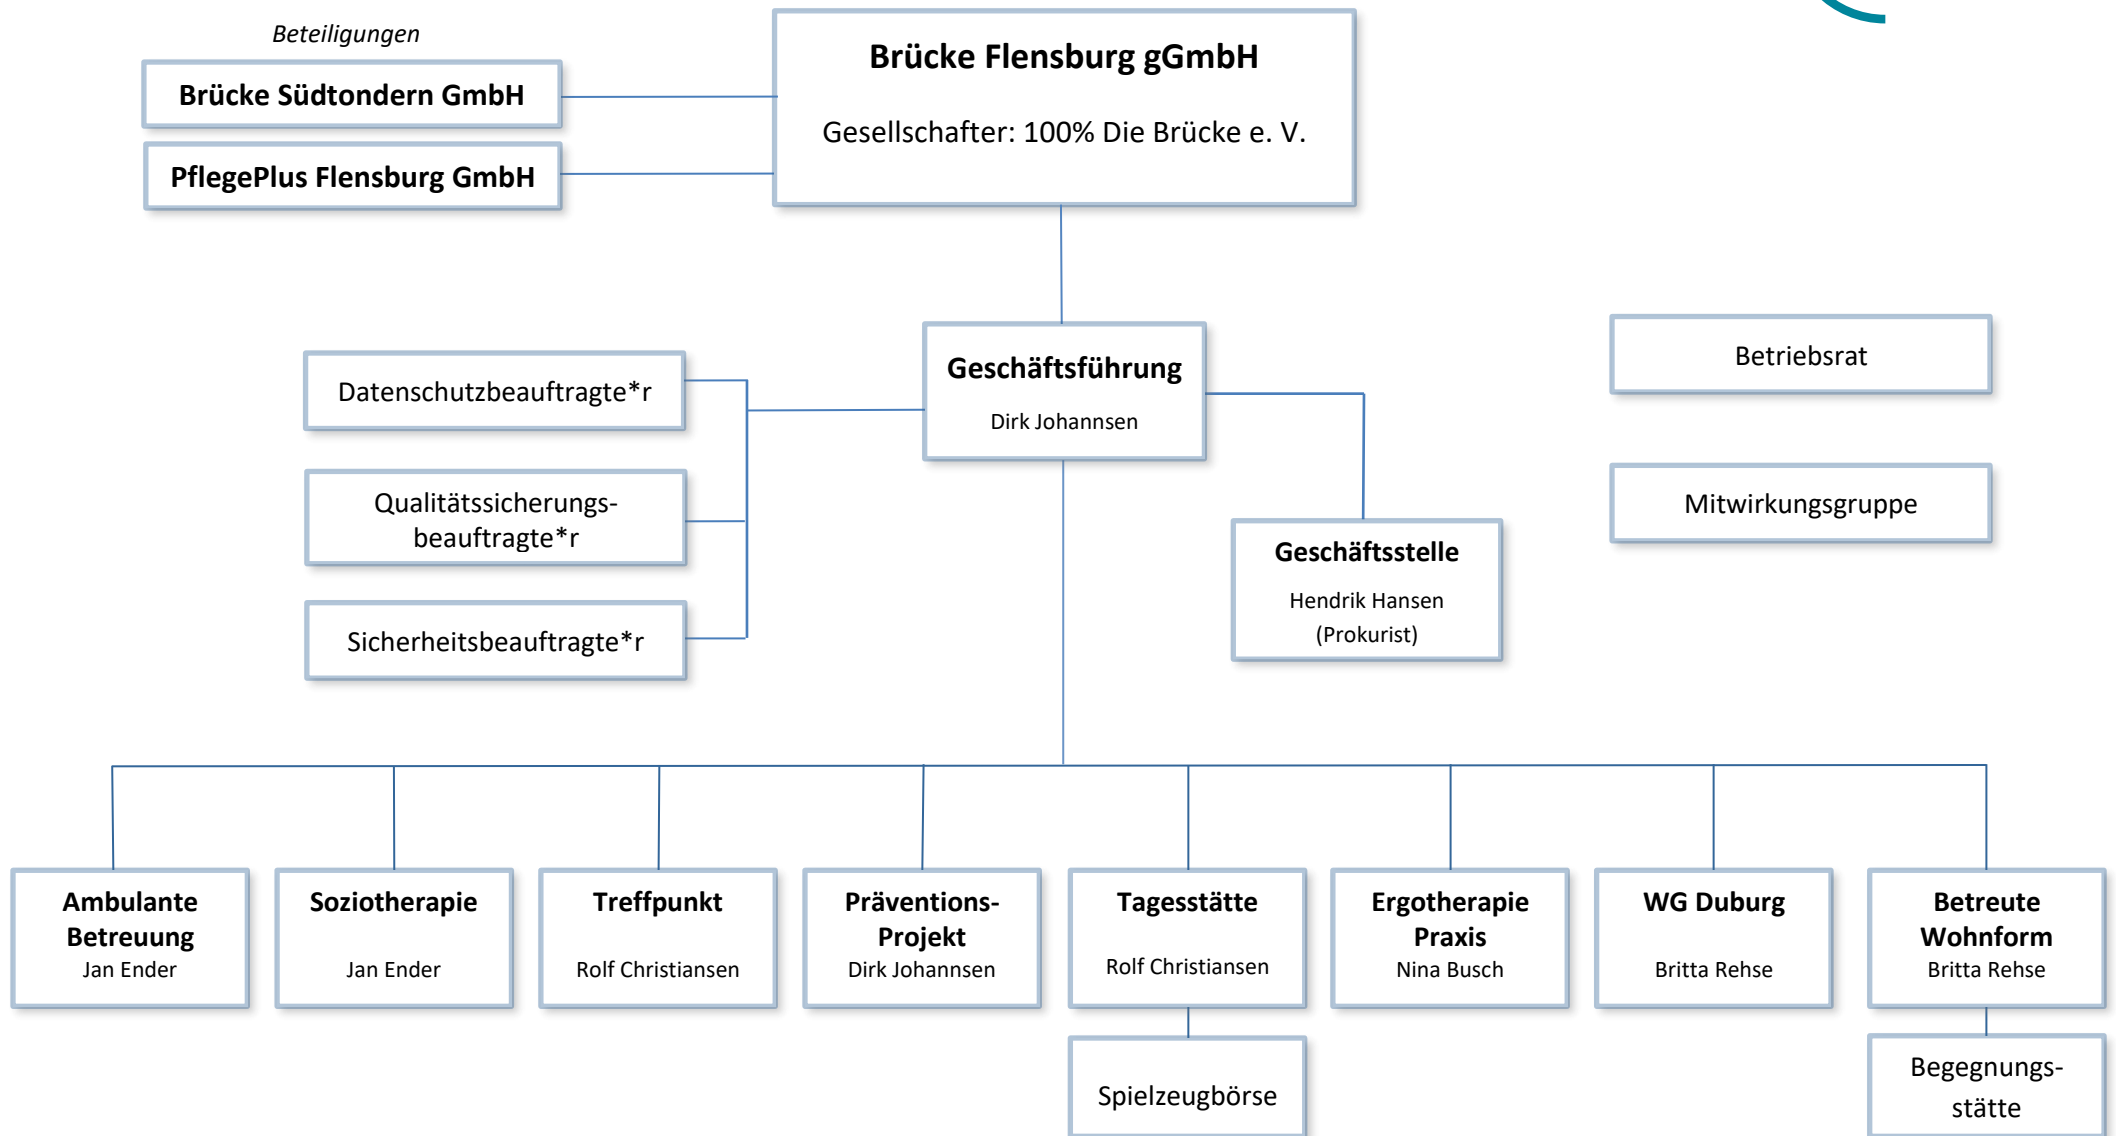 Beteiligungen
Brücke Südtondern GmbH
PflegePlus Flensburg GmbH
Brücke Flensburg gGmbH
Gesellschafter: 100% Die Brücke e. V.
Geschäftsführung
Dirk Johannsen
Datenschutzbeauftragte*r
Qualitätssicherungs-
beauftragte*r
Sicherheitsbeauftragte*r
Geschäftsstelle
Hendrik Hansen
(Prokurist)
Betriebsrat
Mitwirkungsgruppe
Ambulante
Betreuung
Jan Ender
Soziotherapie
Jan Ender
Treffpunkt
Rolf Christiansen
Präventions-
Projekt
Dirk Johannsen
Tagesstätte
Rolf Christiansen
Spielzeugbörse
Ergotherapie
Praxis
Nina Busch
WG Duburg
Britta Rehse
Betreute
Wohnform
Britta Rehse
Begegnungs-
stätte